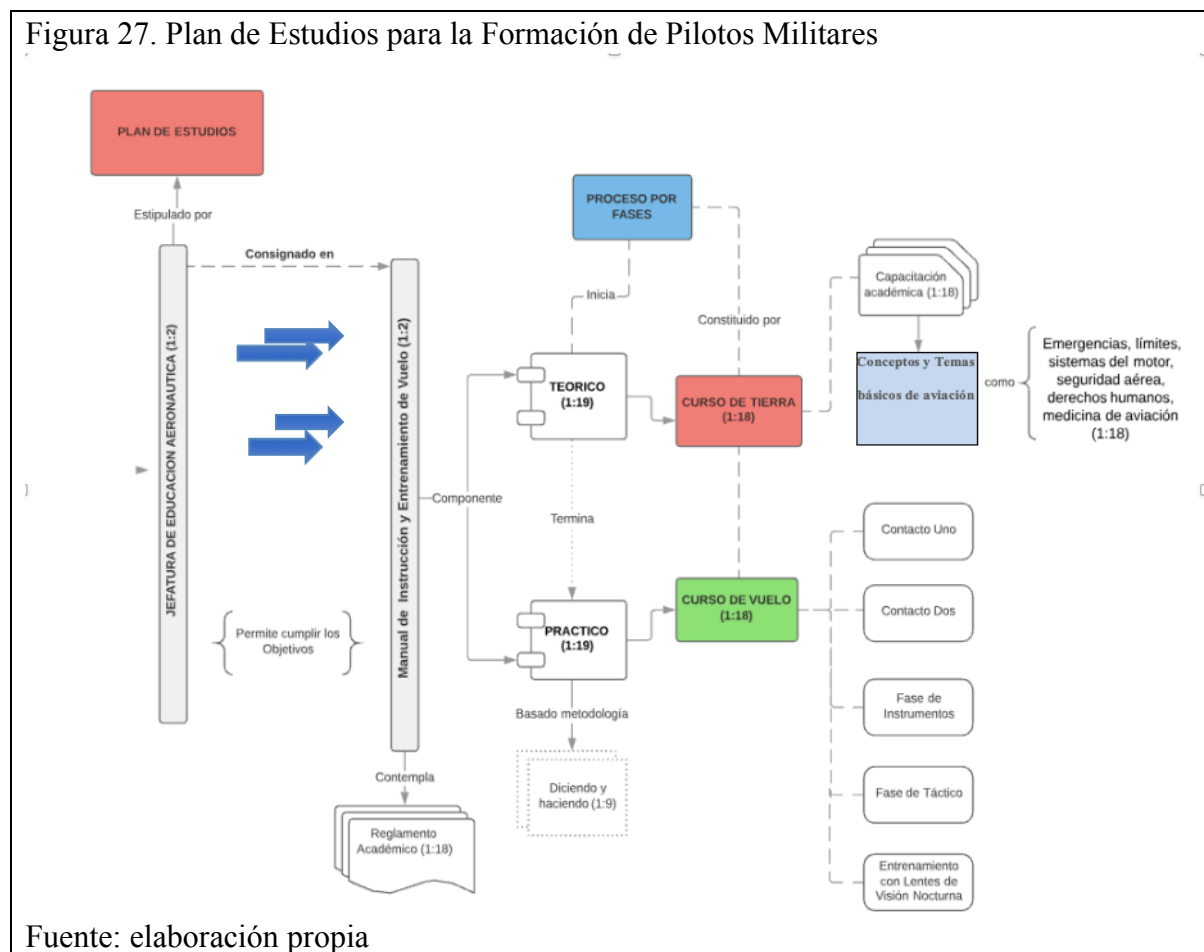 Figura 27. Plan de Estudios para la Formación de Pilotos Militares
PLAN DE ESTUDIOS
Estipulado por
JEFATURA DE EDUCACION AERONAUTICA (1:2)
Consignado en
Permite cumplir los
Objetivos
Manual de Instrucción y Entrenamiento de Vuelo (1:2)
Contempla
Reglamento
Académico (1:18)
Componente
PROCESO POR
FASES
Inicia
Constituido por
TEORICO
(1:19)
Termina
PRACTICO
(1:19)
Basado metodología
Diciendo y
haciendo (1:9)
CURSO DE TIERRA
(1:18)
CURSO DE VUELO
(1:18)
Capacitación
académica (1:18)
Conceptos y Temas
básicos de aviación
como
Emergencias, límites,
sistemas del motor,
seguridad aérea,
derechos humanos,
medicina de aviación
(1:18)
Contacto Uno
Contacto Dos
Fase de
Instrumentos
Fase de Táctico
Entrenamiento
con Lentes de
Visión Nocturna
Fuente: elaboración propia